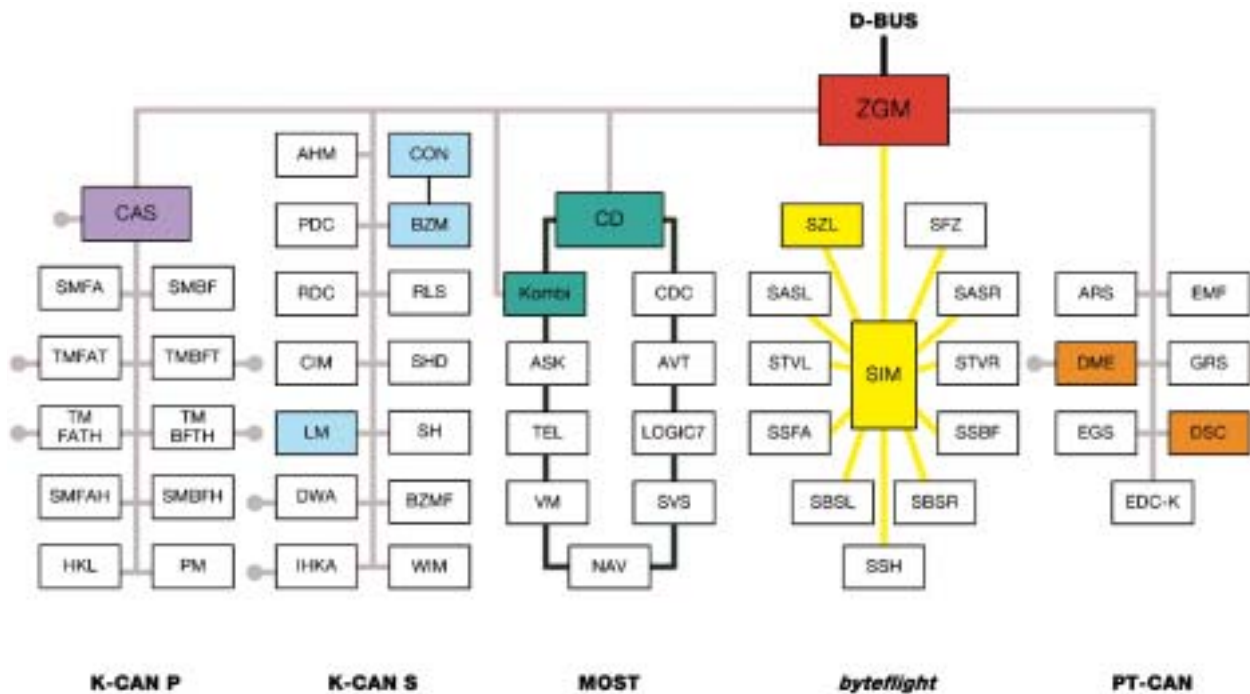 D-BUS
ZGM
CAS
SMFA
SMBF
TMFAT
TMBFT
TM
FATH
TM
BFTH
SMFAH
SMBFH
HKL
PM
AHM
CON
PDC
BZM
RDC
RLS
CIM
SHD
LM
SH
DWA
BZMF
IHKA
WIM
CD
Kombi
CDC
ASK
AVT
TEL
LOGIC7
VM
SVS
NAV
SZL
SFZ
SASL
SASR
STVL
SIM
STVR
SSFA
SSBF
SBSL
SBSR
SSH
ARS
EMF
DME
GRS
EGS
DSC
EDC-K
K-CAN P
K-CAN S
MOST
byteflight
PT-CAN